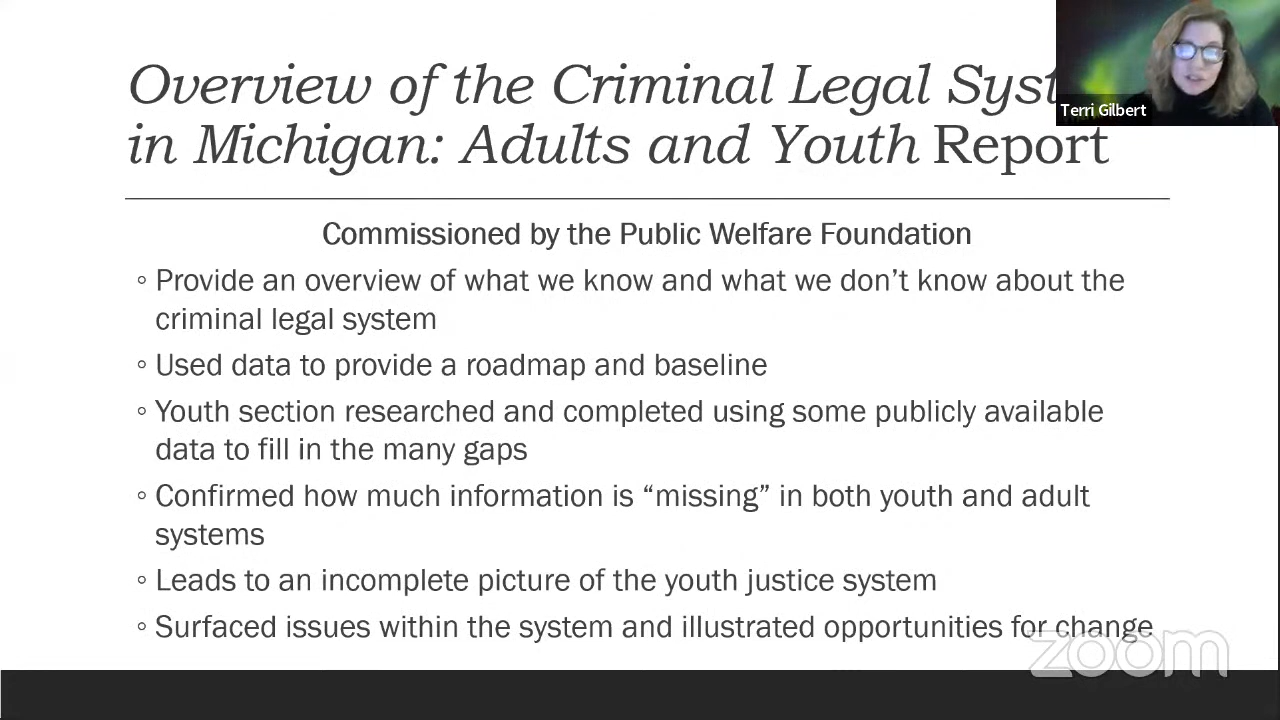 Overview of the Criminal Legal Syst
in Michigan: Adults and Youth Report
Terri Gilbert
Commissioned by the Public Welfare Foundation
◦ Provide an overview of what we know and what we don’t know about the
criminal legal system
◦ Used data to provide a roadmap and baseline
◦ Youth section researched and completed using some publicly available
data to fill in the many gaps
◦ Confirmed how much information is “missing” in both youth and adult
systems
◦ Leads to an incomplete picture of the youth justice system
◦ Surfaced issues within the system and illustrated opportunities for change
zoom